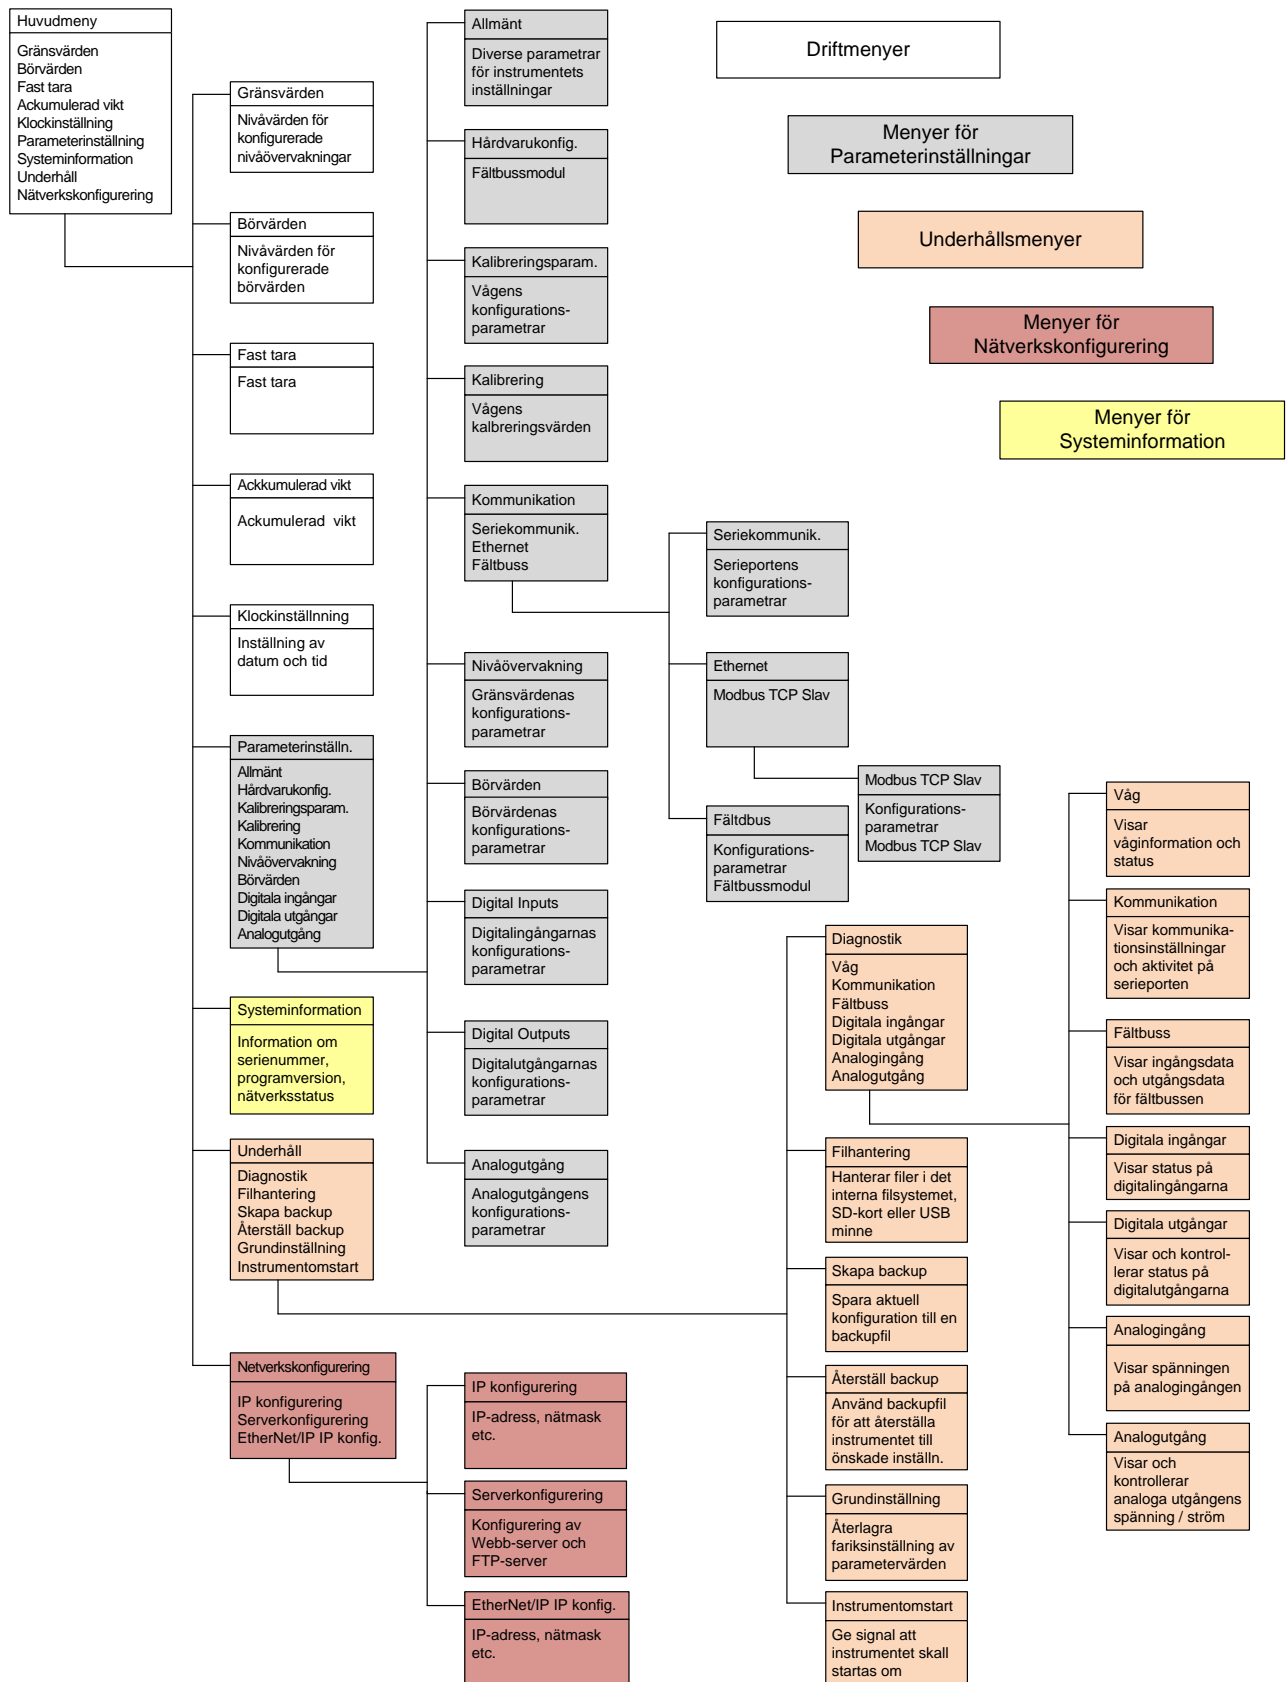 Huvudmeny
Gränsvärden
Börvärden
Fast tara
Ackumulerad vikt
Klockinställning
Parameterinställning
Systeminformation
Underhåll
Nätverkskonfigurering
Gränsvärden
Nivåvärden för
konfigurerade
nivåövervakningar
Börvärden
Nivåvärden för
konfigurerade
börvärden
Fast tara
Fast tara
Ackkumulerad vikt
Ackumulerad vikt
Klockinställnning
Inställning av
datum och tid
Parameterinställn.
Allmänt
Hårdvarukonfig.
Kalibreringsparam.
Kalibrering
Kommunikation
Nivåövervakning
Börvärden
Digitala ingångar
Digitala utgångar
Analogutgång
Systeminformation
Information om
serienummer,
programversion,
nätverksstatus
Underhåll
Diagnostik
Filhantering
Skapa backup
Återställ backup
Grundinställning
Instrumentomstart
Netverkskonfigurering
IP konfigurering
Serverkonfigurering
EtherNet/IP IP konfig.
Allmänt
Diverse parametrar
för instrumentets
inställningar
Hårdvarukonfig.
Fältbussmodul
Kalibreringsparam.
Vågens
konfigurations-
parametrar
Kalibrering
Vågens
kalbreringsvärden
Kommunikation
Seriekommunik.
Ethernet
Fältbuss
Nivåövervakning
Gränsvärdenas
konfigurations-
parametrar
Börvärden
Börvärdenas
konfigurations-
parametrar
Digital Inputs
Digitalingångarnas
konfigurations-
parametrar
Digital Outputs
Digitalutgångarnas
konfigurations-
parametrar
Analogutgång
Analogutgångens
konfigurations-
parametrar
IP konfigurering
IP-adress, nätmask
etc.
Serverkonfigurering
Konfigurering av
Webb-server och
FTP-server
EtherNet/IP IP konfig.
IP-adress, nätmask
etc.
Driftmenyer
Menyer för
Parameterinställningar
Underhållsmenyer
Menyer för
Nätverkskonfigurering
Menyer för
Systeminformation
Seriekommunik.
Serieportens
konfigurations-
parametrar
Ethernet
Modbus TCP Slav
Modbus TCP Slav
Konfigurations-
parametrar
Modbus TCP Slav
Fältdbus
Konfigurations-
parametrar
Fältbussmodul
Diagnostik
Våg
Kommunikation
Fältbuss
Digitala ingångar
Digitala utgångar
Analogingång
Analogutgång
Filhantering
Hanterar filer i det
interna filsystemet,
SD-kort eller USB
minne
Skapa backup
Spara aktuell
konfiguration till en
backupfil
Återställ backup
Använd backupfil
för att återställa
instrumentet till
önskade inställn.
Grundinställning
Återlagra
fariksinställning av
parametervärden
Instrumentomstart
Ge signal att
instrumentet skall
startas om
Våg
Visar
våginformation och
status
Kommunikation
Visar kommunika-
tionsinställningar
och aktivitet på
serieporten
Fältbuss
Visar ingångsdata
och utgångsdata
för fältbussen
Digitala ingångar
Visar status på
digitalingångarna
Digitala utgångar
Visar och kontrol-
lerar status på
digitalutgångarna
Analogingång
Visar spänningen
på analogingången
Analogutgång
Visar och
kontrollerar
analoga utgångens
spänning / ström